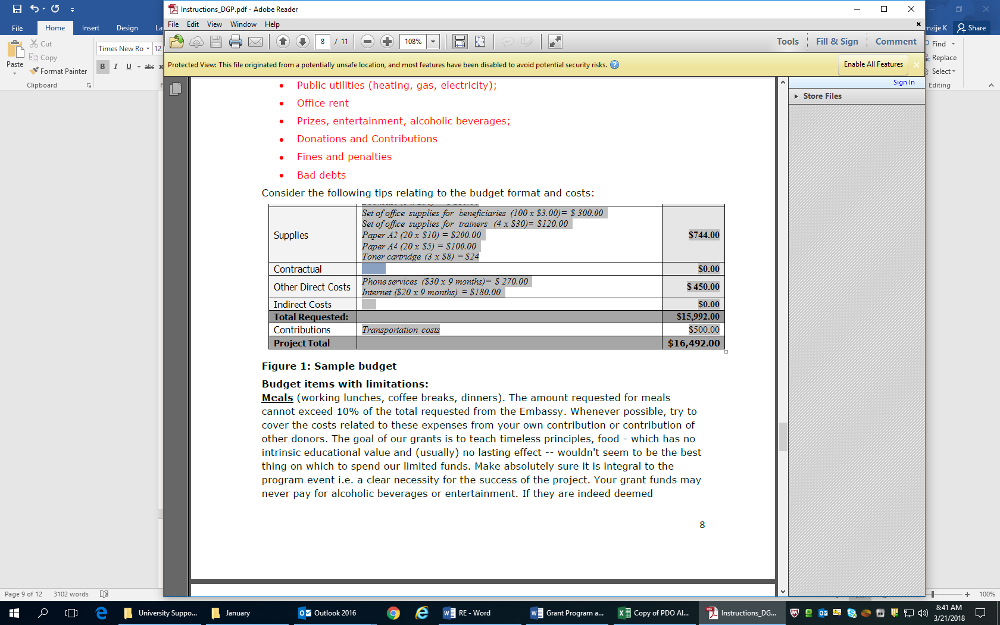 Instructions_DGP.pdf - Adobe Reader
File Edit View Window Help
8 / 11 108% Tools Fill & Sign Comment
Protected View: This file originated from a potentially unsafe location, and most features have been disabled to avoid potential security risks. Enable All Features
File Home Insert Design La
mzije K Share
Cut
Copy
Paste
Format Painter
Clipboard
Times New Ro 12
B I U abc x
Find
Replace
Select
Editing
Sign In
Store Files
• Public utilities (heating, gas, electricity);
• Office rent
• Prizes, entertainment, alcoholic beverages;
• Donations and Contributions
• Fines and penalties
• Bad debts
Consider the following tips relating to the budget format and costs:
Set of office supplies for beneficiaries (100 x $3.00)= $ 300.00
Set of office supplies for trainers (4 x $30)= $120.00
Supplies Paper A2 (20 x $10) = $200.00 $744.00
Paper A4 (20 x $5) = $100.00
Toner cartridge (3 x $8) = $24
Contractual $0.00
Phone services ($30 x 9 months)= $ 270.00
Other Direct Costs $ 450.00
Internet ($20 x 9 months) = $180.00
Indirect Costs $0.00
Total Requested: $15,992.00
Contributions Transportation costs $500.00
Project Total $16,492.00
Figure 1: Sample budget
Budget items with limitations:
Meals (working lunches, coffee breaks, dinners). The amount requested for meals
cannot exceed 10% of the total requested from the Embassy. Whenever possible, try to
cover the costs related to these expenses from your own contribution or contribution of
other donors. The goal of our grants is to teach timeless principles, food - which has no
intrinsic educational value and (usually) no lasting effect -- wouldn't seem to be the best
thing on which to spend our limited funds. Make absolutely sure it is integral to the
program event i.e. a clear necessity for the success of the project. Your grant funds may
never pay for alcoholic beverages or entertainment. If they are indeed deemed
8
Page 9 of 12 3102 words 100%
University Suppo... January Outlook 2016 RE - Word Grant Program a... Copy of PDO Al... Instructions_DG...
8:41 AM
3/21/2018